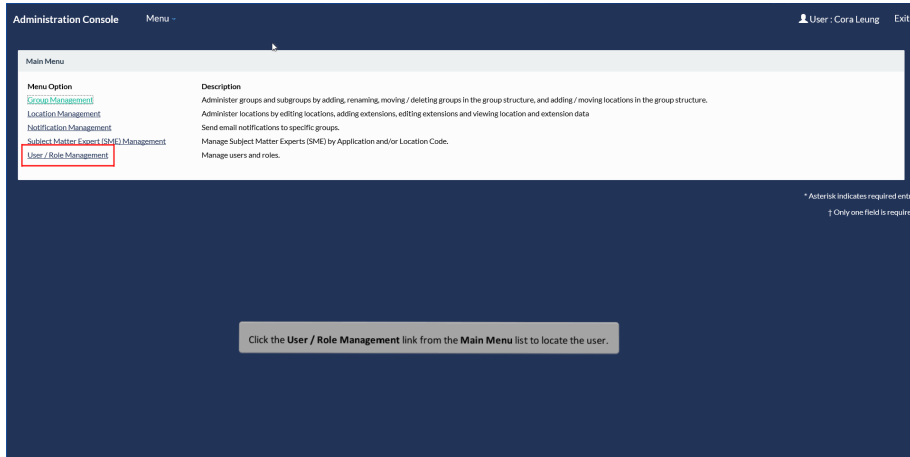 Administration Console Menu User : Cora Leung Exit
Main Menu
Menu Option Description
Group Management Administer groups and subgroups by adding, renaming, moving / deleting groups in the group structure, and adding / moving locations in the group structure.
Location Management Administer locations by editing locations, adding extensions, editing extensions and viewing location and extension data
Notification Management Send email notifications to specific groups.
Subject Matter Expert (SME) Management Manage Subject Matter Experts (SME) by Application and/or Location Code.
User / Role Management Manage users and roles.
* Asterisk indicates required ent
† Only one field is require
Click the User / Role Management link from the Main Menu list to locate the user.